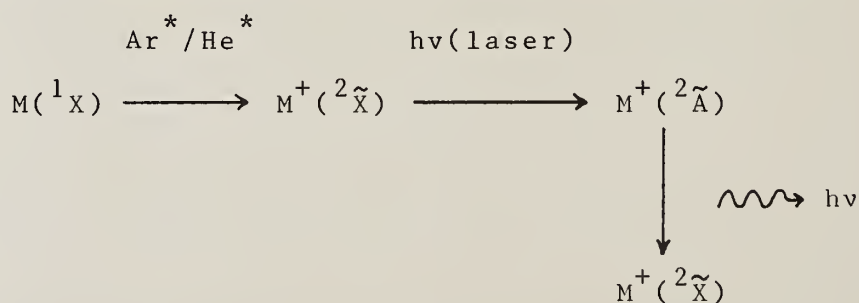 Ar*/He* hν(laser)
M(¹X) ⟶ M⁺(²X̃) ⟶ M⁺(²Ã)
hν
M⁺(²X̃)